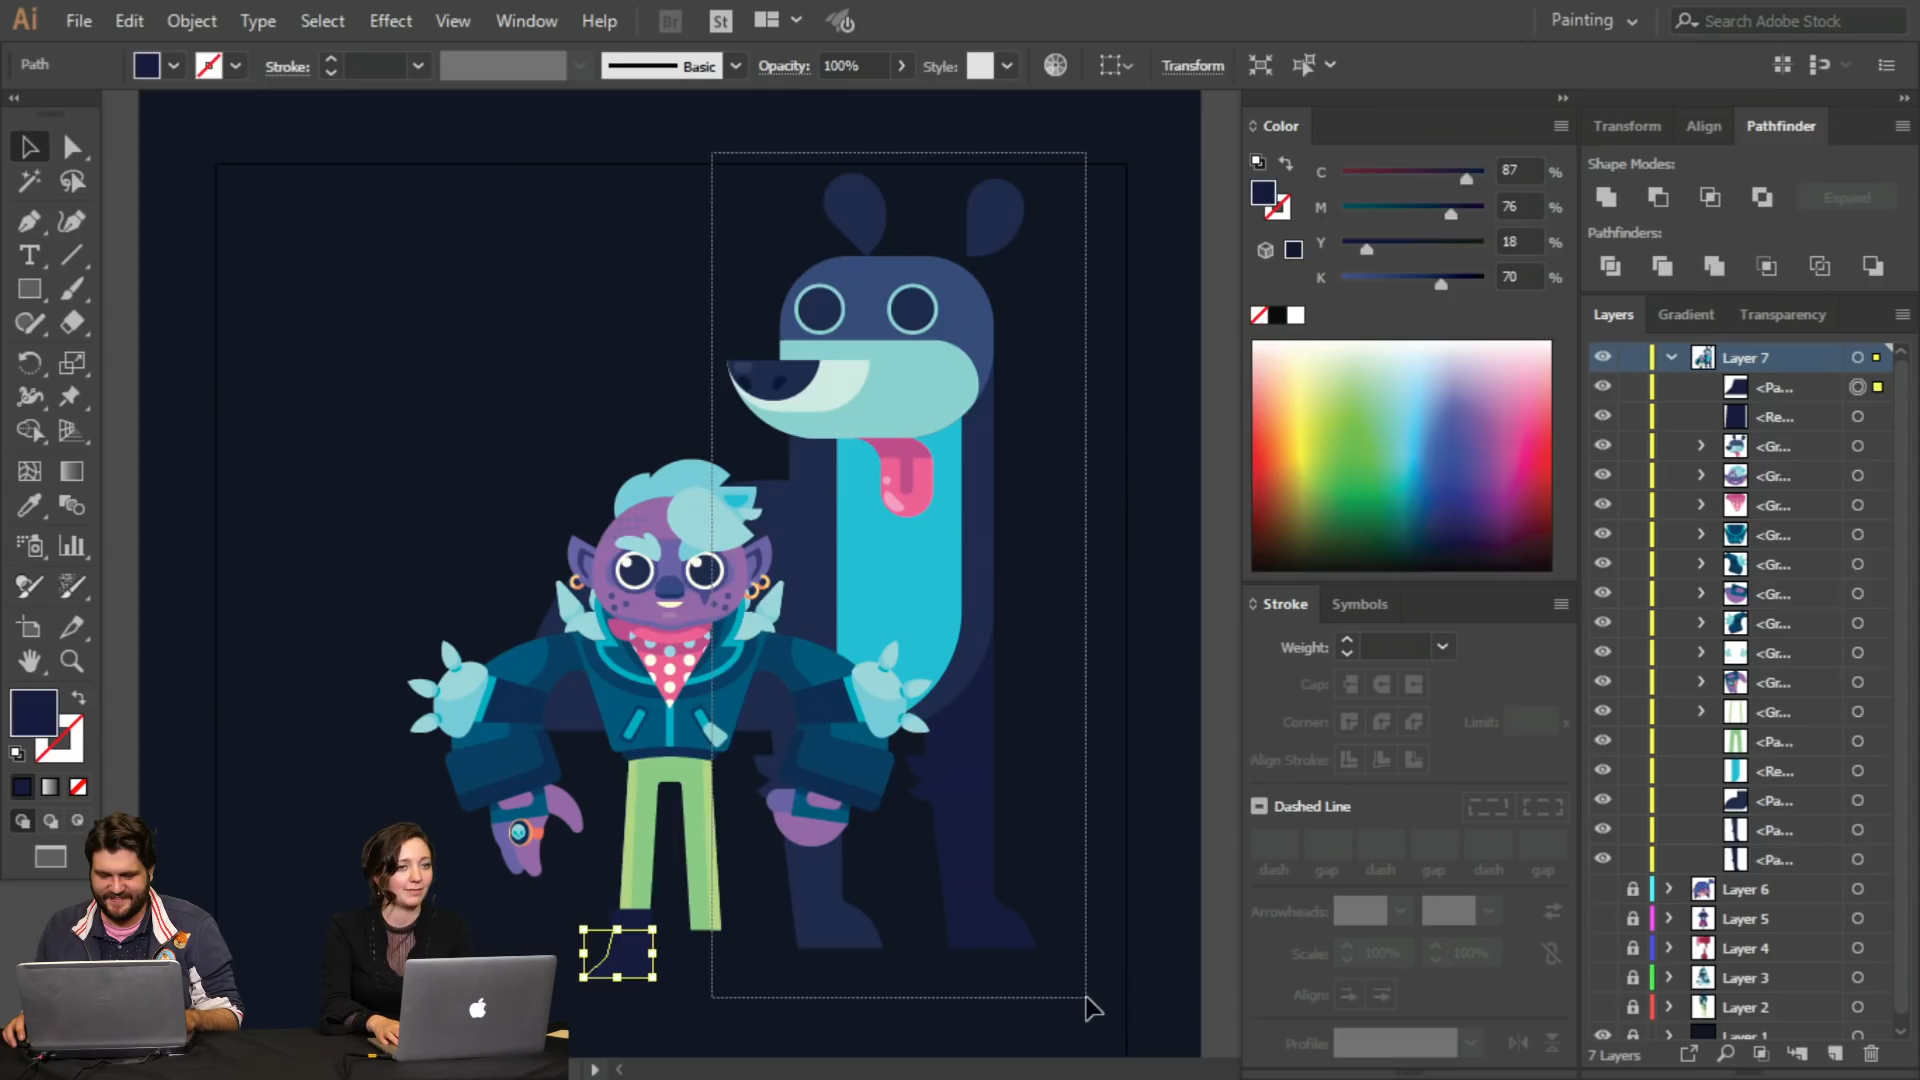 Ai File Edit Object Type Select Effect View Window Help Br St Painting Search Adobe Stock
Path Stroke: Basic Opacity: 100% Style: Transform
Color
C 87 %
M 76 %
Y 18 %
K 70 %
Transform Align Pathfinder
Shape Modes:
Expand
Pathfinders:
Layers Gradient Transparency
Layer 7
<Pa...
<Re...
<Gr...
<Gr...
<Gr...
<Gr...
<Gr...
<Gr...
<Gr...
<Gr...
<Gr...
<Gr...
<Pa...
<Re...
<Pa...
<Pa...
<Pa...
Layer 6
Layer 5
Layer 4
Layer 3
Layer 2
Layer 1
7 Layers
Stroke Symbols
Weight:
Cap:
Corner: Limit: x
Align Stroke:
Dashed Line
dash gap dash gap dash gap
Arrowheads:
Scale: 100% 100%
Align:
Profile:
T